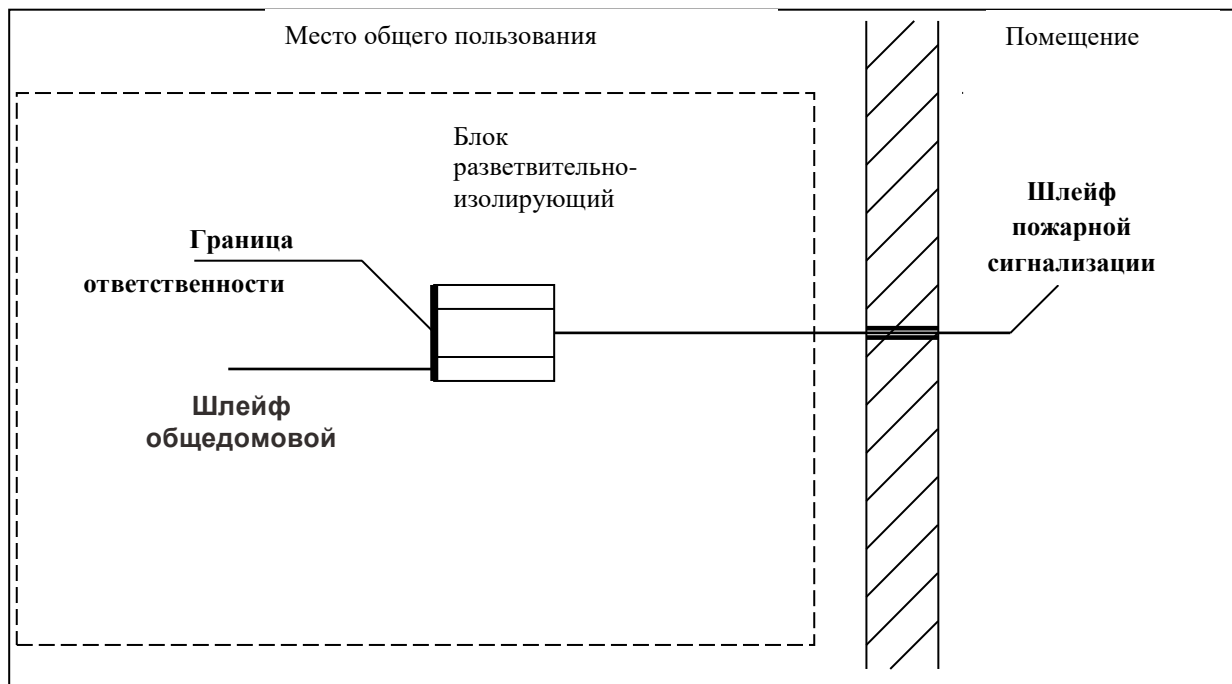 Место общего пользования
Помещение
Блок
разветвительно-
изолирующий
Граница
ответственности
Шлейф
пожарной
сигнализации
Шлейф
общедомовой